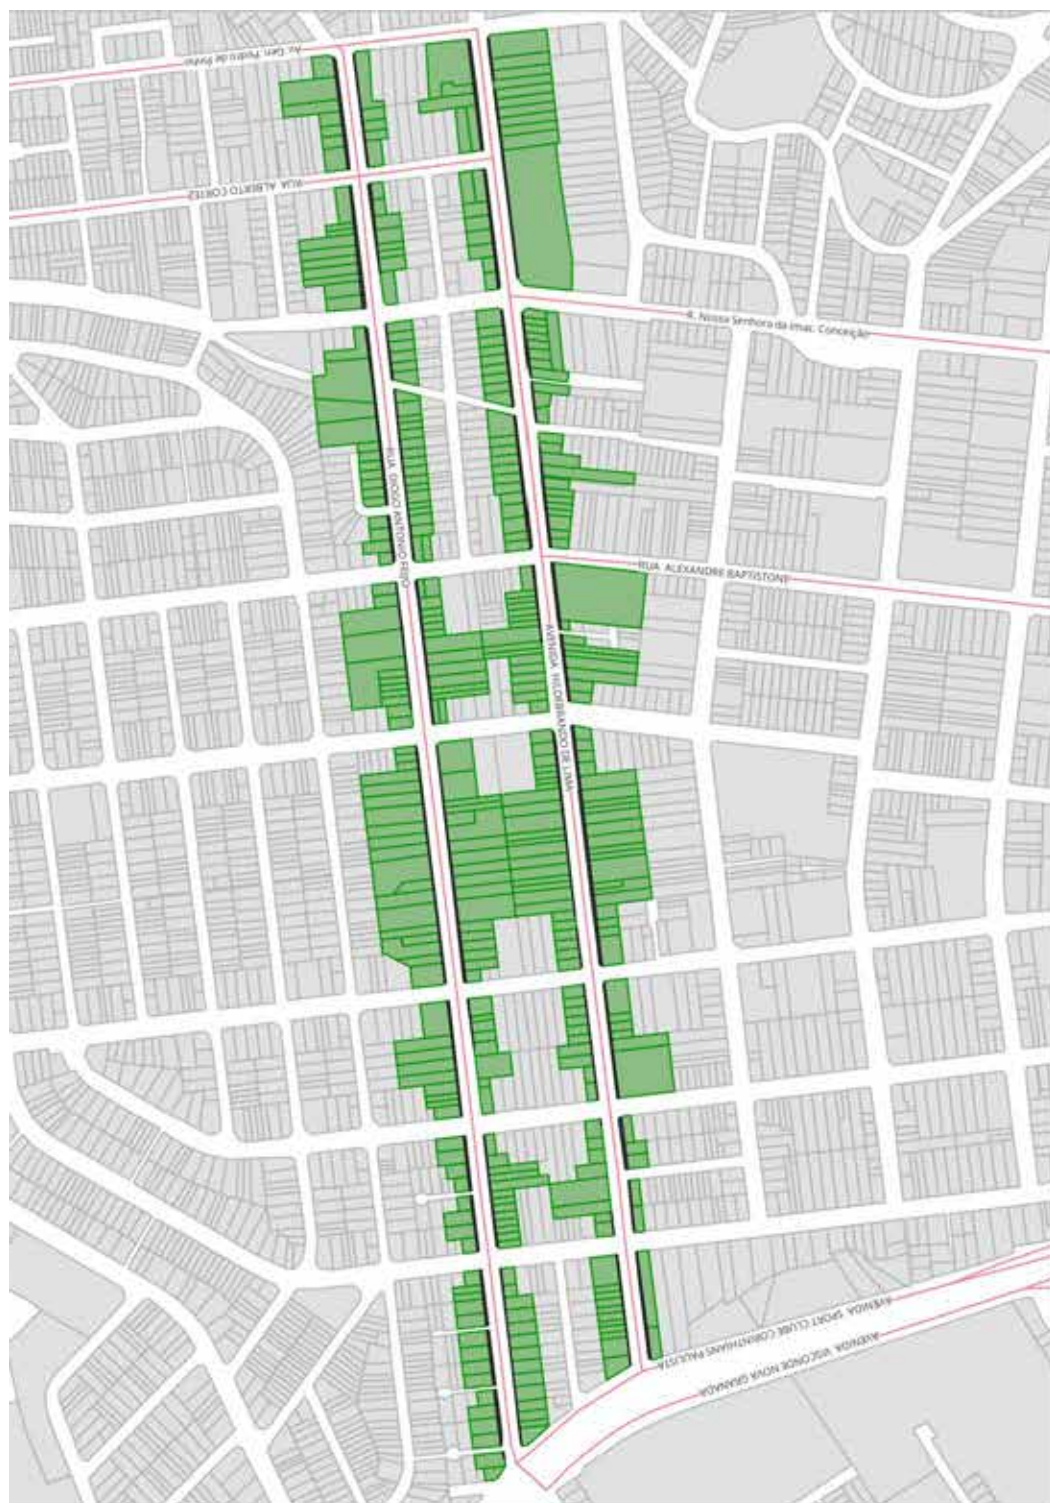 Av. Gen. Pedro de Pinho
RUA ALBERTO CORTEZ
R. Nossa Senhora da Imac. Conceição
RUA DIOGO ANTONIO FEIJÓ
RUA ALEXANDRE BAPTISTONE
AVENIDA HILDEBRANDO DE LIMA
AVENIDA SPORT CLUBE CORINTHIANS PAULISTA
AVENIDA VISCONDE NOVA GRANADA